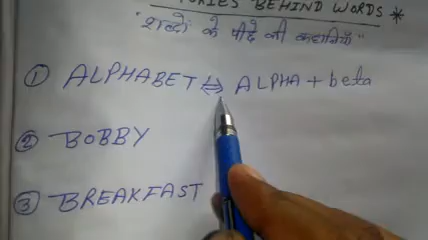 STORIES BEHIND WORDS *
"शब्दों के पीछे की कहानियाँ"
① ALPHABET ⇔ ALPHA + beta
② BOBBY
③ BREAKFAST